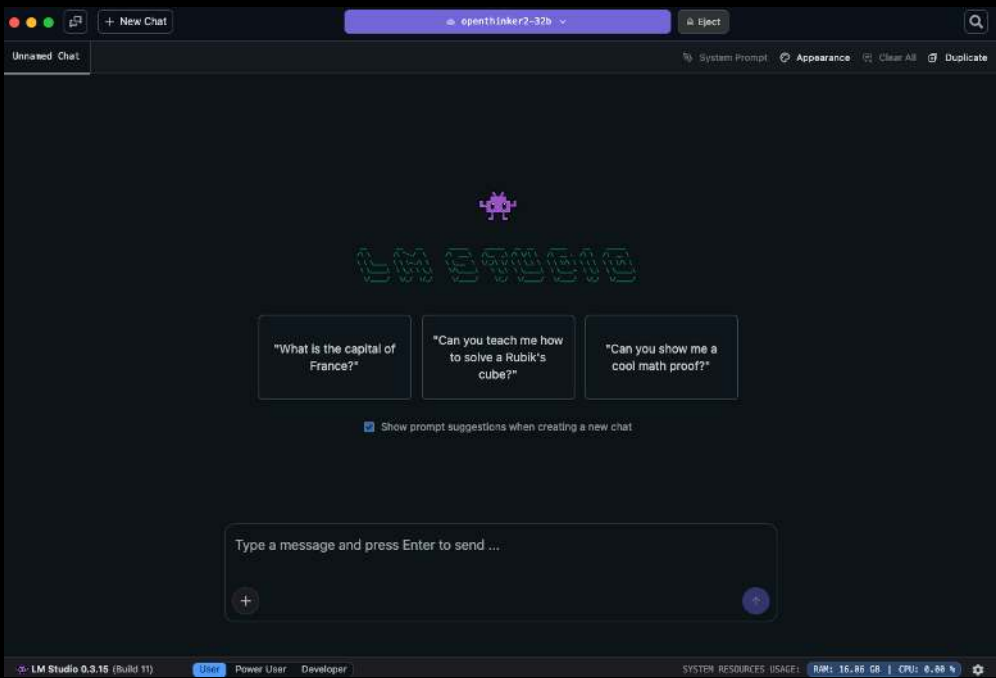 + New Chat
openthinker2-32b
Eject
Unnamed Chat
System Prompt
Appearance
Clear All
Duplicate
LM STUDIO
"What is the capital of
France?"
"Can you teach me how
to solve a Rubik's
cube?"
"Can you show me a
cool math proof?"
Show prompt suggestions when creating a new chat
Type a message and press Enter to send ...
LM Studio 0.3.15 (Build 11)
User
Power User
Developer
SYSTEM RESOURCES USAGE:
RAM: 16.06 GB | CPU: 0.00 %